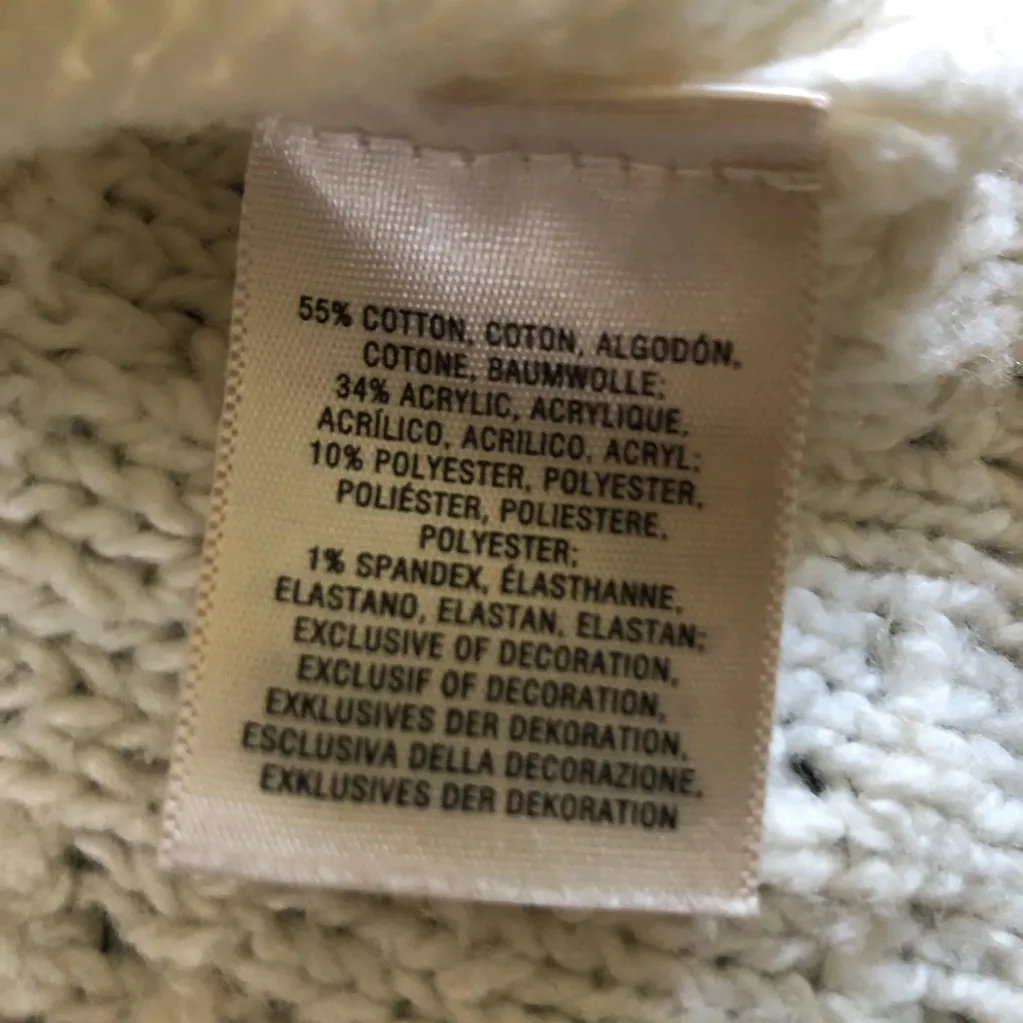 55% COTTON, COTON, ALGODÓN,
COTONE, BAUMWOLLE;
34% ACRYLIC, ACRYLIQUE,
ACRÍLICO, ACRILICO, ACRYL;
10% POLYESTER, POLYESTER,
POLIÉSTER, POLIESTERE,
POLYESTER;
1% SPANDEX, ÉLASTHANNE,
ELASTANO, ELASTAN, ELASTAN;
EXCLUSIVE OF DECORATION,
EXCLUSIF OF DECORATION,
EXKLUSIVES DER DEKORATION,
ESCLUSIVA DELLA DECORAZIONE,
EXKLUSIVES DER DEKORATION